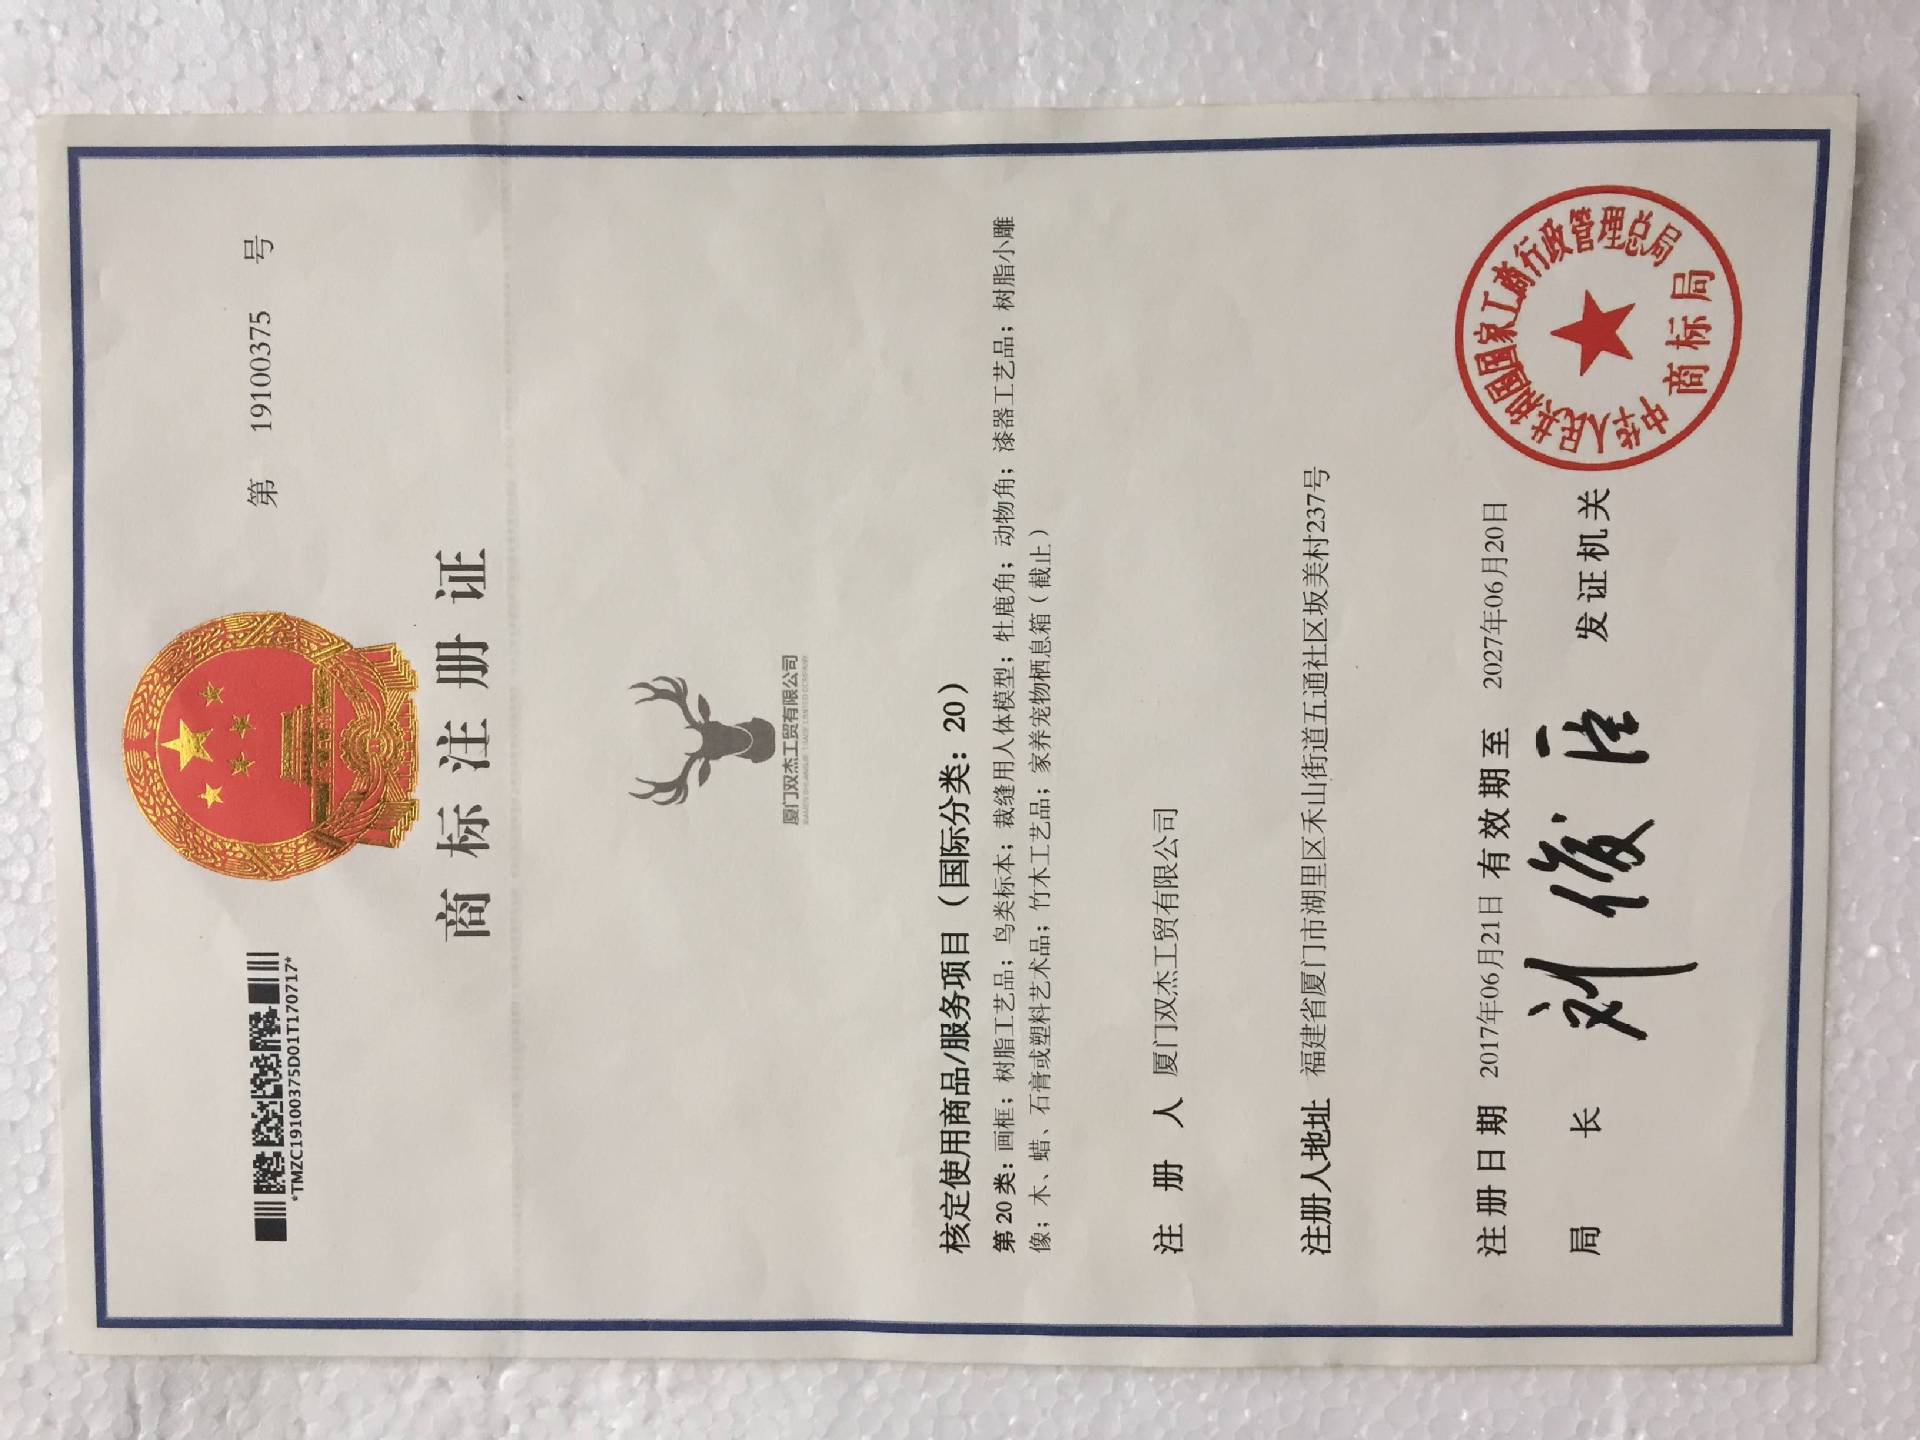 *TMZC19100375D01T170717*
第 19100375 号
商标注册证
厦门双杰工贸有限公司
XIAMEN SHUANGJIE TRADE LIMITED COMPANY
核定使用商品/服务项目（国际分类：20）
第20类：画框；树脂工艺品；鸟类标本；裁缝用人体模型；牡鹿角；动物角；漆器工艺品；树脂小雕
像；木、蜡、石膏或塑料艺术品；竹木工艺品；家养宠物栖息箱（截止）
注册人 厦门双杰工贸有限公司
注册人地址 福建省厦门市湖里区禾山街道五通社区坂美村237号
注册日期 2017年06月21日 有效期至 2027年06月20日
局长 刘俊臣 发证机关
中华人民共和国国家工商行政管理总局
商标局